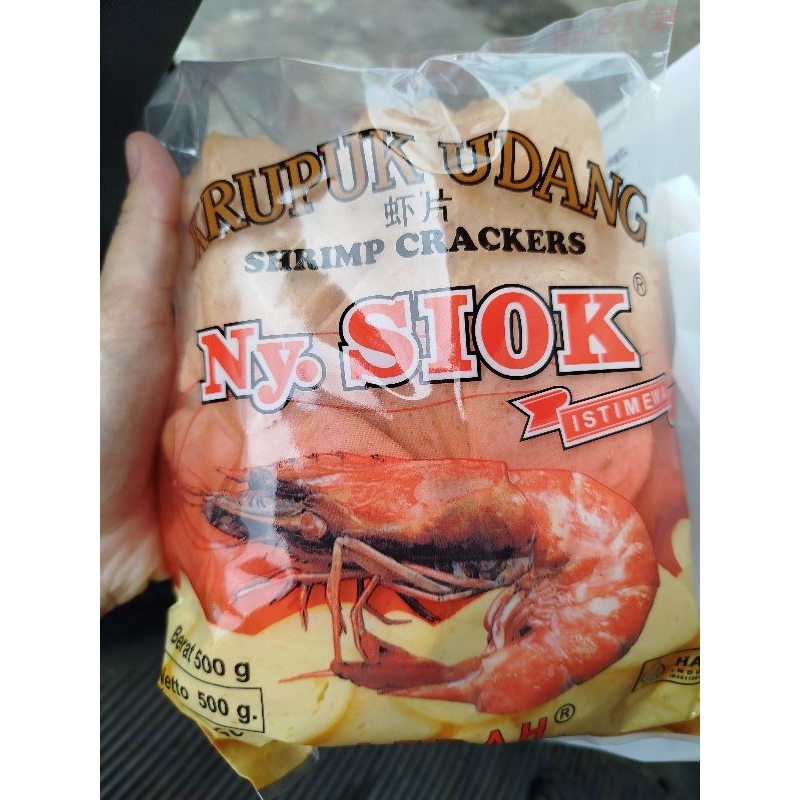 KRUPUK UDANG
虾片
SHRIMP CRACKERS
Ny. SIOK ®
ISTIMEWA
Berat 500 g
Netto 500 g.
®